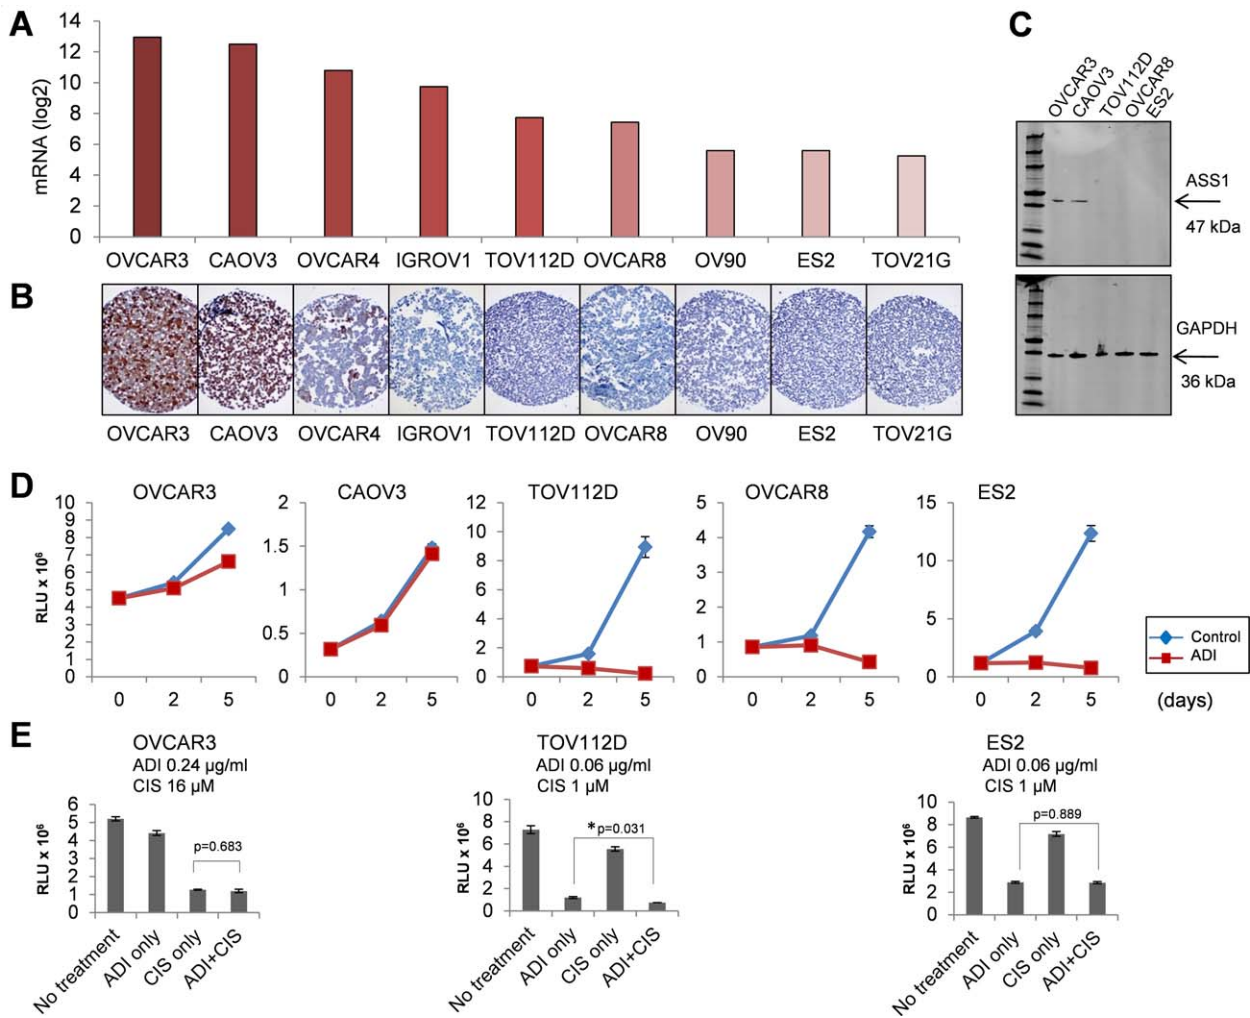 A
14
12
10
8
6
4
2
0
mRNA (log2)
OVCAR3 CAOV3 OVCAR4 IGROV1 TOV112D OVCAR8 OV90 ES2 TOV21G
B
OVCAR3 CAOV3 OVCAR4 IGROV1 TOV112D OVCAR8 OV90 ES2 TOV21G
C
OVCAR3
CAOV3
TOV112D
OVCAR8
ES2
ASS1
47 kDa
GAPDH
36 kDa
D
OVCAR3
10
9
8
7
6
5
4
3
2
1
0
RLU x 10⁶
0 2 5
CAOV3
2
1.5
1
0.5
0
0 2 5
TOV112D
12
10
8
6
4
2
0
0 2 5
OVCAR8
5
4
3
2
1
0
0 2 5
ES2
15
10
5
0
0 2 5
Control
ADI
(days)
E
OVCAR3
ADI 0.24 µg/ml
CIS 16 µM
6
5
4
3
2
1
0
RLU x 10⁶
p=0.683
No treatment
ADI only
CIS only
ADI+CIS
TOV112D
ADI 0.06 µg/ml
CIS 1 µM
10
8
6
4
2
0
RLU x 10⁶
*p=0.031
No treatment
ADI only
CIS only
ADI+CIS
ES2
ADI 0.06 µg/ml
CIS 1 µM
10
8
6
4
2
0
RLU x 10⁶
p=0.889
No treatment
ADI only
CIS only
ADI+CIS